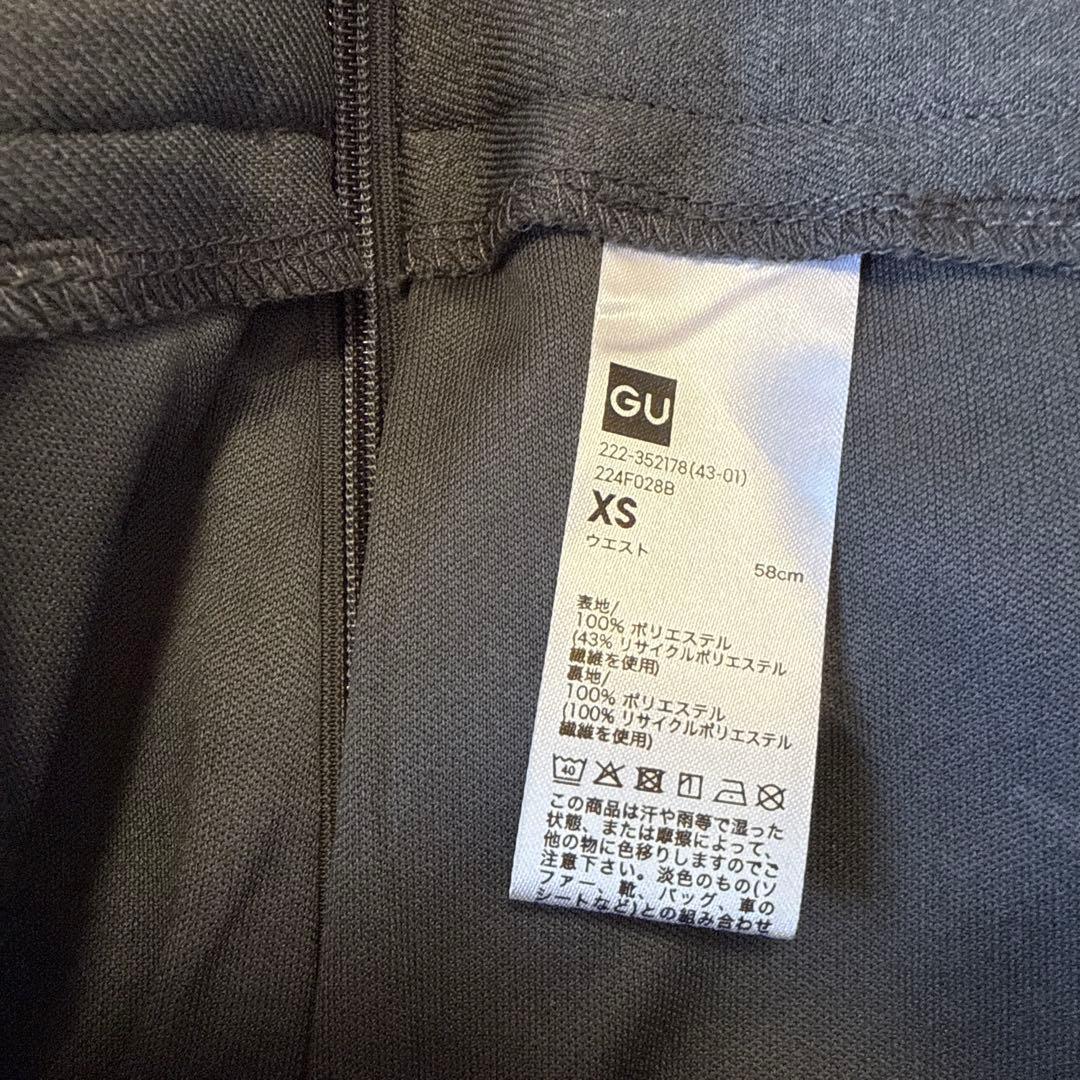 GU
222-352178(43-01)
224F028B
XS
ウエスト
58cm
表地/
100% ポリエステル
(43% リサイクルポリエステル
繊維を使用)
裏地/
100% ポリエステル
(100% リサイクルポリエステル
繊維を使用)
40
この商品は汗や雨等で湿った
状態、または摩擦によって、
他の物に色移りしますのでご
注意下さい。淡色のもの(ソ
ファー、靴、バッグ、車の
シートなど)との組み合わせ